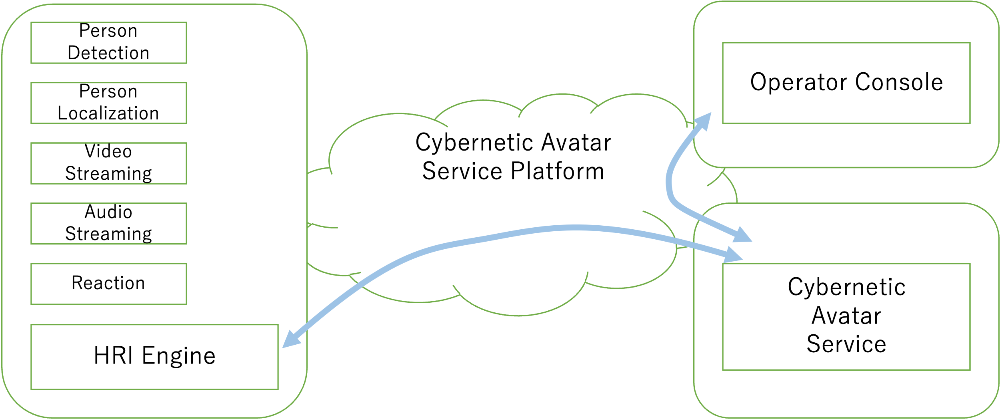 Person
Detection
Person
Localization
Video
Streaming
Audio
Streaming
Reaction
HRI Engine
Cybernetic Avatar
Service Platform
Operator Console
Cybernetic
Avatar
Service